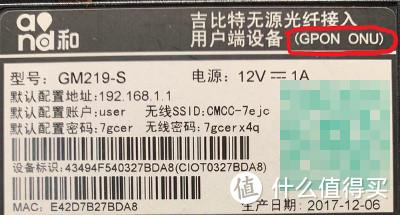 and和
吉比特无源光纤接入
用户端设备 (GPON ONU)
型号: GM219-S 电源: 12V⎓1A
默认配置地址: 192.168.1.1
默认配置账户: user 无线SSID: CMCC-7ejc
默认配置密码: 7gcer 无线密码: 7gcerx4q
设备标识: 43494F540327BDA8(CIOT0327BDA8)
MAC: E42D7B27BDA8
生产日期: 2017-12-06
值 什么值得买